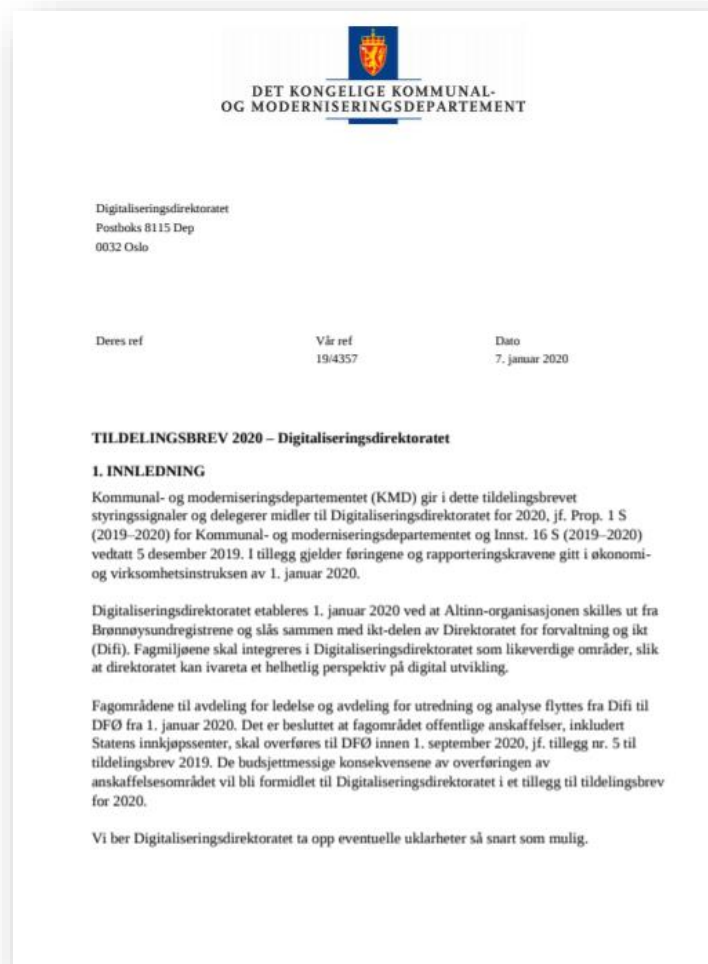 DET KONGELIGE KOMMUNAL-
OG MODERNISERINGSDEPARTEMENT
Digitaliseringsdirektoratet
Postboks 8115 Dep
0032 Oslo
Deres ref
Vår ref
19/4357
Dato
7. januar 2020
TILDELINGSBREV 2020 – Digitaliseringsdirektoratet
1. INNLEDNING
Kommunal- og moderniseringsdepartementet (KMD) gir i dette tildelingsbrevet
styringssignaler og delegerer midler til Digitaliseringsdirektoratet for 2020, jf. Prop. 1 S
(2019–2020) for Kommunal- og moderniseringsdepartementet og Innst. 16 S (2019–2020)
vedtatt 5 desember 2019. I tillegg gjelder føringene og rapporteringskravene gitt i økonomi-
og virksomhetsinstruksen av 1. januar 2020.
Digitaliseringsdirektoratet etableres 1. januar 2020 ved at Altinn-organisasjonen skilles ut fra
Brønnøysundregistrene og slås sammen med ikt-delen av Direktoratet for forvaltning og ikt
(Difi). Fagmiljøene skal integreres i Digitaliseringsdirektoratet som likeverdige områder, slik
at direktoratet kan ivareta et helhetlig perspektiv på digital utvikling.
Fagområdene til avdeling for ledelse og avdeling for utredning og analyse flyttes fra Difi til
DFØ fra 1. januar 2020. Det er besluttet at fagområdet offentlige anskaffelser, inkludert
Statens innkjøpssenter, skal overføres til DFØ innen 1. september 2020, jf. tillegg nr. 5 til
tildelingsbrev 2019. De budsjettmessige konsekvensene av overføringen av
anskaffelsesområdet vil bli formidlet til Digitaliseringsdirektoratet i et tillegg til tildelingsbrev
for 2020.
Vi ber Digitaliseringsdirektoratet ta opp eventuelle uklarheter så snart som mulig.